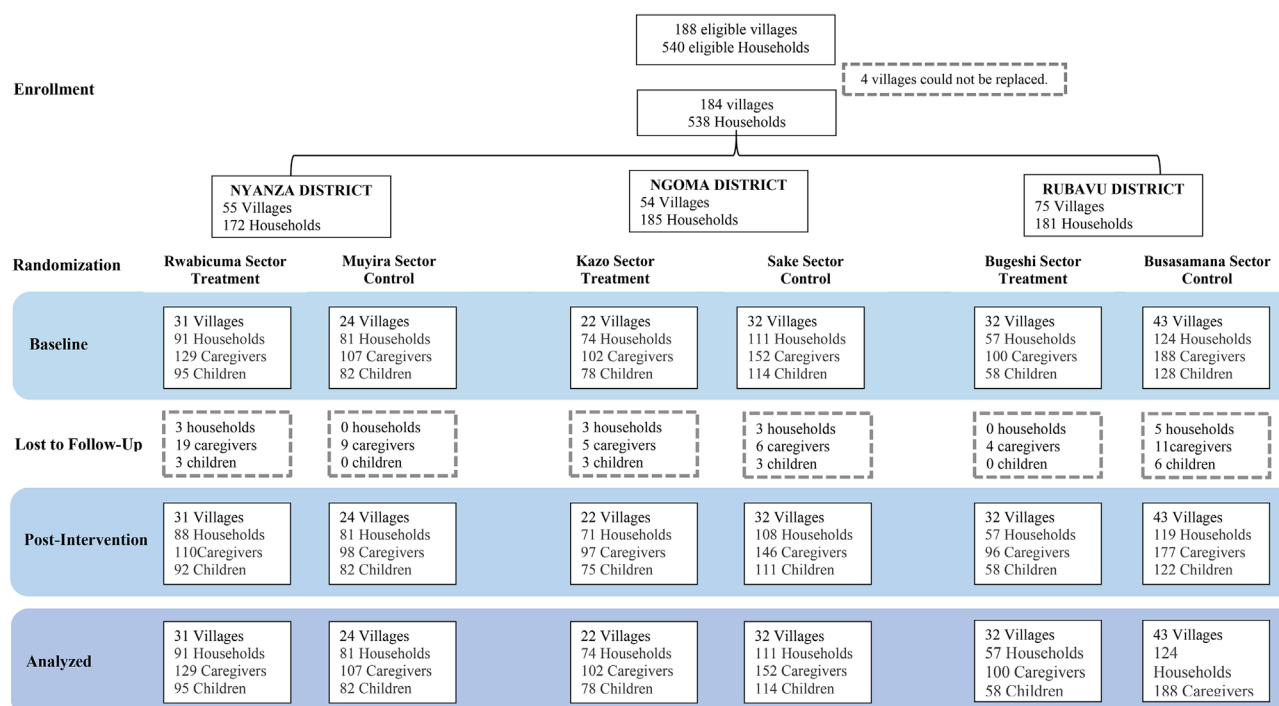 188 eligible villages
540 eligible Households
4 villages could not be replaced.
Enrollment
184 villages
538 Households
NYANZA DISTRICT
55 Villages
172 Households
NGOMA DISTRICT
54 Villages
185 Households
RUBAVU DISTRICT
75 Villages
181 Households
Randomization
Rwabicuma Sector
Treatment
Muyira Sector
Control
Kazo Sector
Treatment
Sake Sector
Control
Bugeshi Sector
Treatment
Busasamana Sector
Control
Baseline
31 Villages
91 Households
129 Caregivers
95 Children
24 Villages
81 Households
107 Caregivers
82 Children
22 Villages
74 Households
102 Caregivers
78 Children
32 Villages
111 Households
152 Caregivers
114 Children
32 Villages
57 Households
100 Caregivers
58 Children
43 Villages
124 Households
188 Caregivers
128 Children
Lost to Follow-Up
3 households
19 caregivers
3 children
0 households
9 caregivers
0 children
3 households
5 caregivers
3 children
3 households
6 caregivers
3 children
0 households
4 caregivers
0 children
5 households
11caregivers
6 children
Post-Intervention
31 Villages
88 Households
110Caregivers
92 Children
24 Villages
81 Households
98 Caregivers
82 Children
22 Villages
71 Households
97 Caregivers
75 Children
32 Villages
108 Households
146 Caregivers
111 Children
32 Villages
57 Households
96 Caregivers
58 Children
43 Villages
119 Households
177 Caregivers
122 Children
Analyzed
31 Villages
91 Households
129 Caregivers
95 Children
24 Villages
81 Households
107 Caregivers
82 Children
22 Villages
74 Households
102 Caregivers
78 Children
32 Villages
111 Households
152 Caregivers
114 Children
32 Villages
57 Households
100 Caregivers
58 Children
43 Villages
124
Households
188 Caregivers